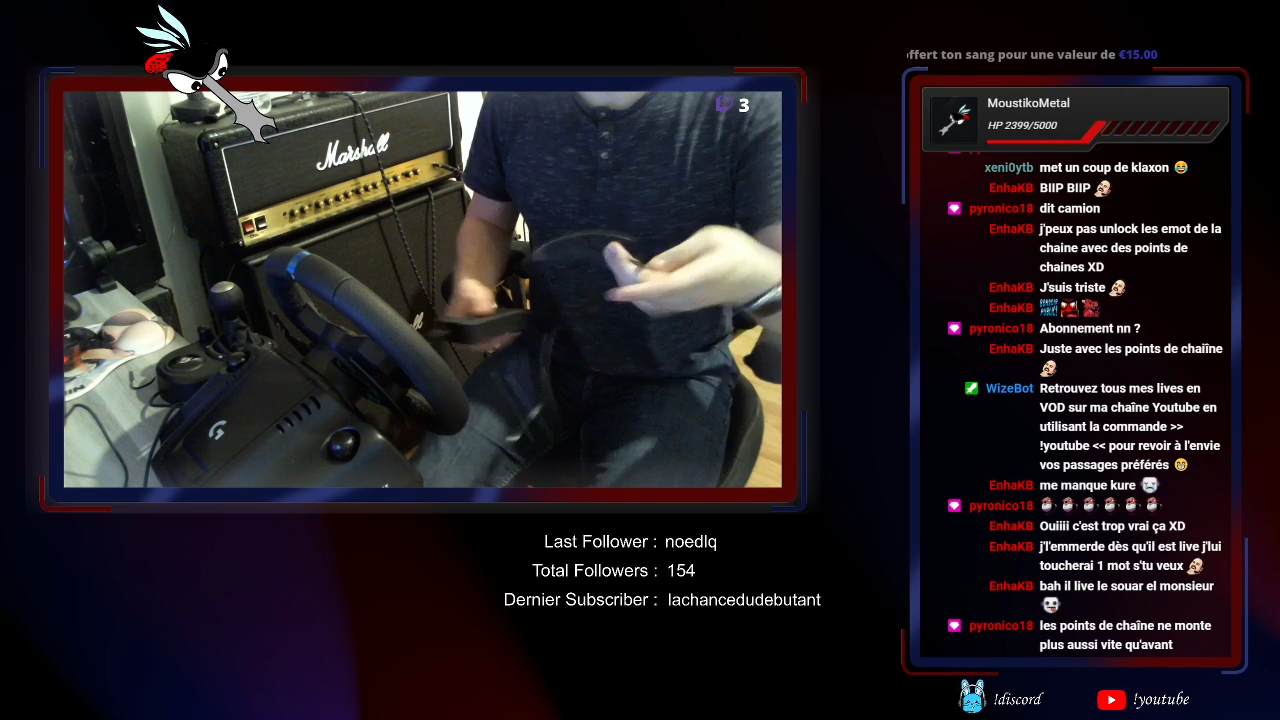 offert ton sang pour une valeur de €15.00
MoustikoMetal
HP 2399/5000
3
Marshall
xeni0ytb met un coup de klaxon
EnhaKB BIIP BIIP
pyronico18 dit camion
EnhaKB j'peux pas unlock les emot de la
chaine avec des points de
chaines XD
EnhaKB J'suis triste
EnhaKB
pyronico18 Abonnement nn ?
EnhaKB Juste avec les points de chaiîne
WizeBot Retrouvez tous mes lives en
VOD sur ma chaîne Youtube en
utilisant la commande >>
!youtube << pour revoir à l'envie
vos passages préférés
EnhaKB me manque kure
pyronico18
EnhaKB Ouiiii c'est trop vrai ça XD
EnhaKB j'l'emmerde dès qu'il est live j'lui
toucherai 1 mot s'tu veux
EnhaKB bah il live le souar el monsieur
pyronico18 les points de chaîne ne monte
plus aussi vite qu'avant
Last Follower : noedlq
Total Followers : 154
Dernier Subscriber : lachancedudebutant
!discord
!youtube